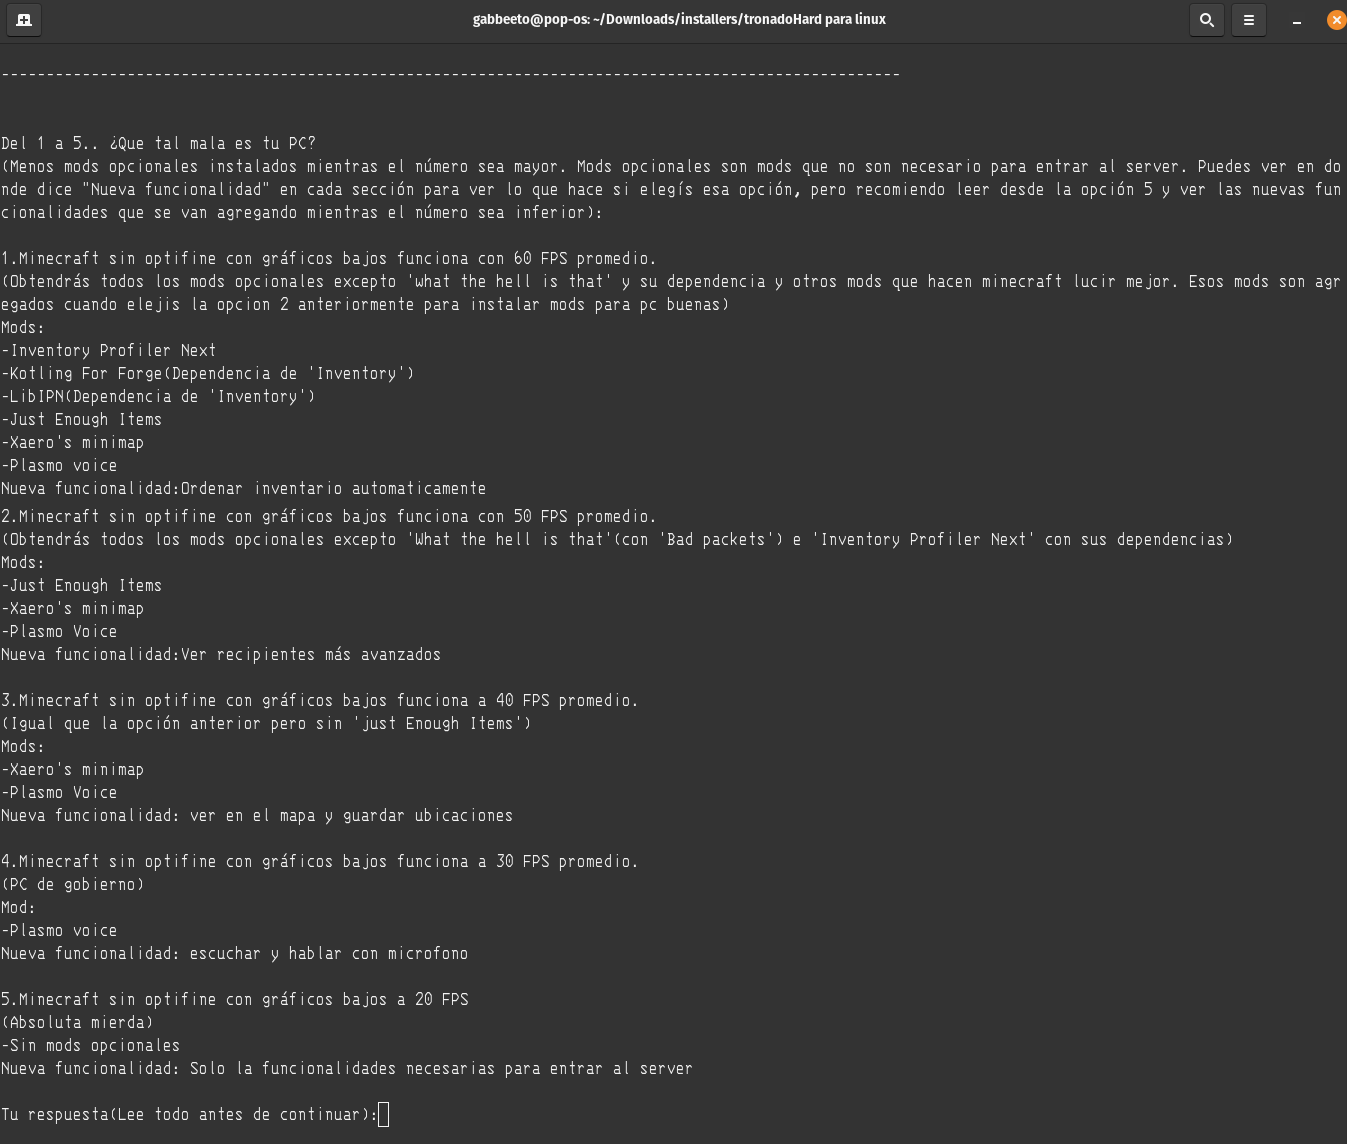 gabbeeto@pop-os: ~/Downloads/installers/tronadoHard para linux
----------------------------------------------------------------------------------------------------
Del 1 a 5.. ¿Que tal mala es tu PC?
(Menos mods opcionales instalados mientras el número sea mayor. Mods opcionales son mods que no son necesario para entrar al server. Puedes ver en do
nde dice "Nueva funcionalidad" en cada sección para ver lo que hace si elegís esa opción, pero recomiendo leer desde la opción 5 y ver las nuevas fun
cionalidades que se van agregando mientras el número sea inferior):
1.Minecraft sin optifine con gráficos bajos funciona con 60 FPS promedio.
(Obtendrás todos los mods opcionales excepto 'what the hell is that' y su dependencia y otros mods que hacen minecraft lucir mejor. Esos mods son agr
egados cuando elejis la opcion 2 anteriormente para instalar mods para pc buenas)
Mods:
-Inventory Profiler Next
-Kotling For Forge(Dependencia de 'Inventory')
-LibIPN(Dependencia de 'Inventory')
-Just Enough Items
-Xaero's minimap
-Plasmo voice
Nueva funcionalidad:Ordenar inventario automaticamente
2.Minecraft sin optifine con gráficos bajos funciona con 50 FPS promedio.
(Obtendrás todos los mods opcionales excepto 'What the hell is that'(con 'Bad packets') e 'Inventory Profiler Next' con sus dependencias)
Mods:
-Just Enough Items
-Xaero's minimap
-Plasmo Voice
Nueva funcionalidad:Ver recipientes más avanzados
3.Minecraft sin optifine con gráficos bajos funciona a 40 FPS promedio.
(Igual que la opción anterior pero sin 'just Enough Items')
Mods:
-Xaero's minimap
-Plasmo Voice
Nueva funcionalidad: ver en el mapa y guardar ubicaciones
4.Minecraft sin optifine con gráficos bajos funciona a 30 FPS promedio.
(PC de gobierno)
Mod:
-Plasmo voice
Nueva funcionalidad: escuchar y hablar con microfono
5.Minecraft sin optifine con gráficos bajos a 20 FPS
(Absoluta mierda)
-Sin mods opcionales
Nueva funcionalidad: Solo la funcionalidades necesarias para entrar al server
Tu respuesta(Lee todo antes de continuar):